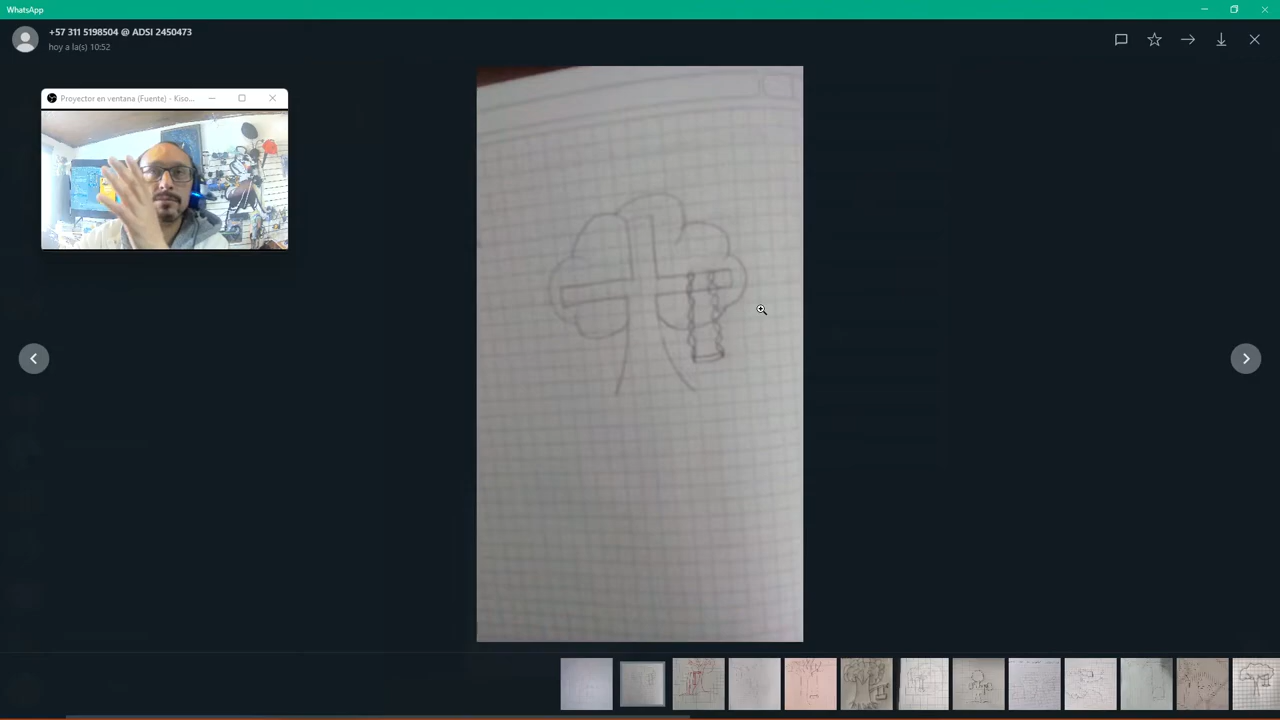 WhatsApp
+57 311 5198504 @ ADSI 2450473
hoy a la(s) 10:52
Proyector en ventana (Fuente) - Kiso...